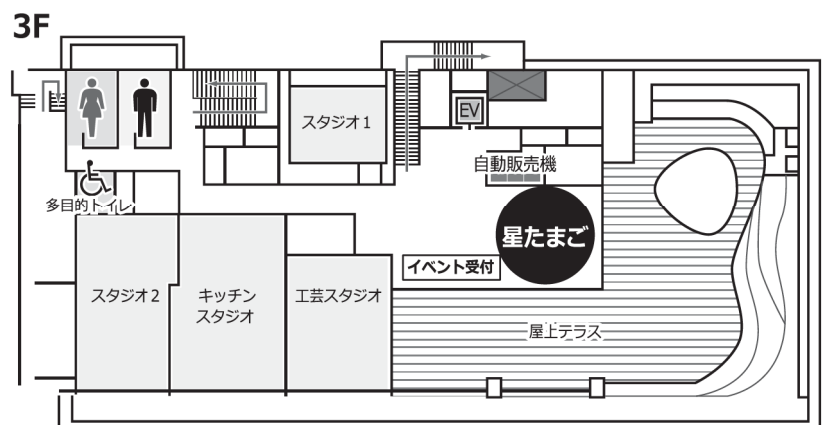 3F
スタジオ1
EV
自動販売機
多目的トイレ
星たまご
イベント受付
スタジオ2
キッチン
スタジオ
工芸スタジオ
屋上テラス